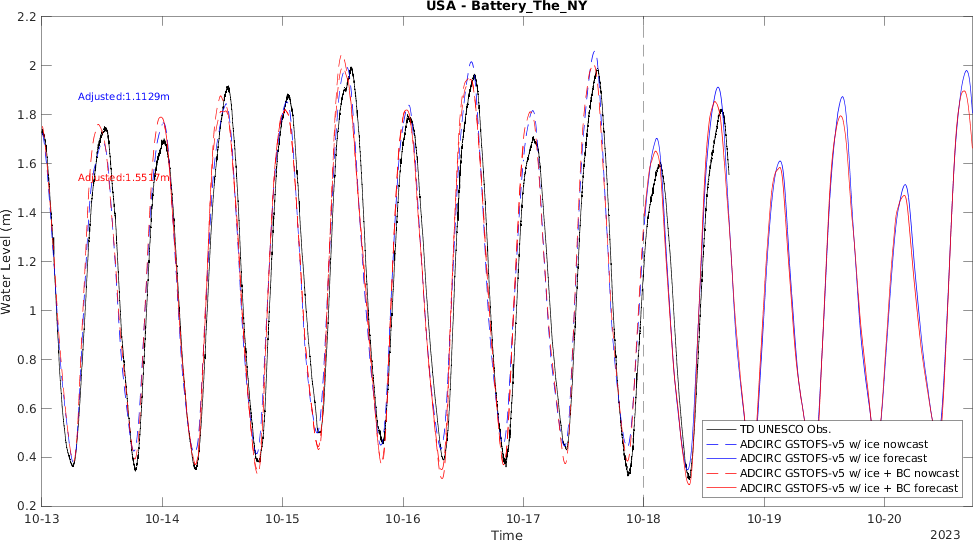 USA - Battery_The_NY
2.2
2
1.8
1.6
1.4
1.2
1
0.8
0.6
0.4
0.2
Water Level (m)
Adjusted:1.1129m
Adjusted:1.5517m
TD UNESCO Obs.
ADCIRC GSTOFS-v5 w/ ice nowcast
ADCIRC GSTOFS-v5 w/ ice forecast
ADCIRC GSTOFS-v5 w/ ice + BC nowcast
ADCIRC GSTOFS-v5 w/ ice + BC forecast
10-13 10-14 10-15 10-16 10-17 10-18 10-19 10-20
Time
2023